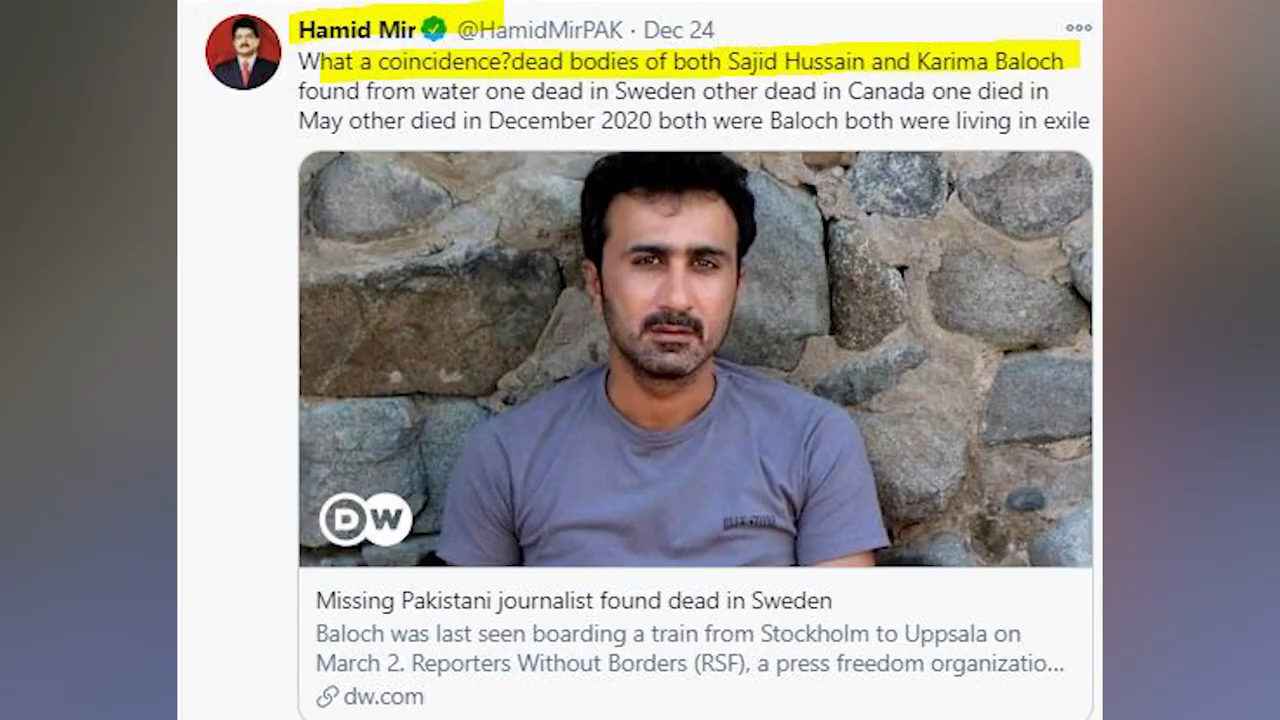 Hamid Mir @HamidMirPAK · Dec 24
What a coincidence?dead bodies of both Sajid Hussain and Karima Baloch
found from water one dead in Sweden other dead in Canada one died in
May other died in December 2020 both were Baloch both were living in exile
DW
Missing Pakistani journalist found dead in Sweden
Baloch was last seen boarding a train from Stockholm to Uppsala on
March 2. Reporters Without Borders (RSF), a press freedom organizatio...
dw.com